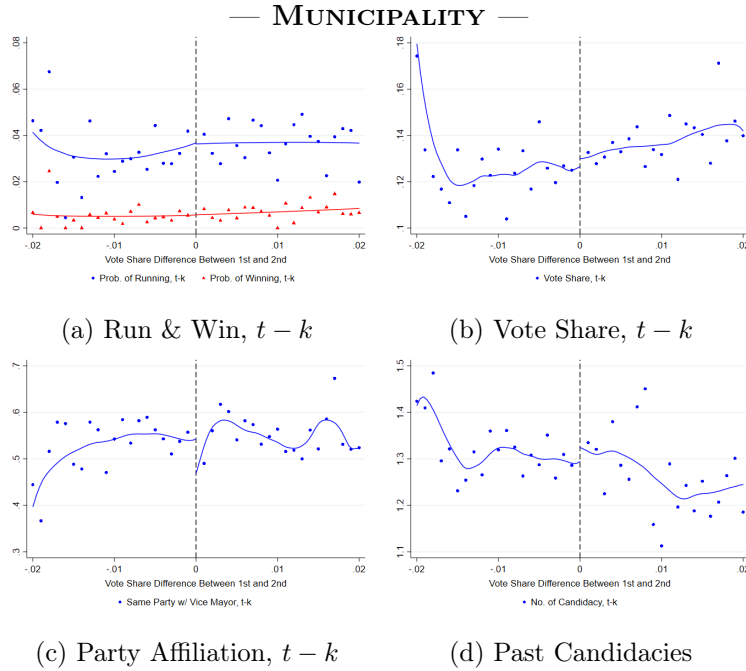 — MUNICIPALITY —
.08
.06
.04
.02
0
-.02
-.01
0
.01
.02
Vote Share Difference Between 1st and 2nd
Prob. of Running, t-k
Prob. of Winning, t-k
(a) Run & Win, t − k
.18
.16
.14
.12
.1
-.02
-.01
0
.01
.02
Vote Share Difference Between 1st and 2nd
Vote Share, t-k
(b) Vote Share, t − k
.7
.6
.5
.4
.3
-.02
-.01
0
.01
.02
Vote Share Difference Between 1st and 2nd
Same Party w/ Vice Mayor, t-k
(c) Party Affiliation, t − k
1.5
1.4
1.3
1.2
1.1
-.02
-.01
0
.01
.02
Vote Share Difference Between 1st and 2nd
No. of Candidacy, t-k
(d) Past Candidacies